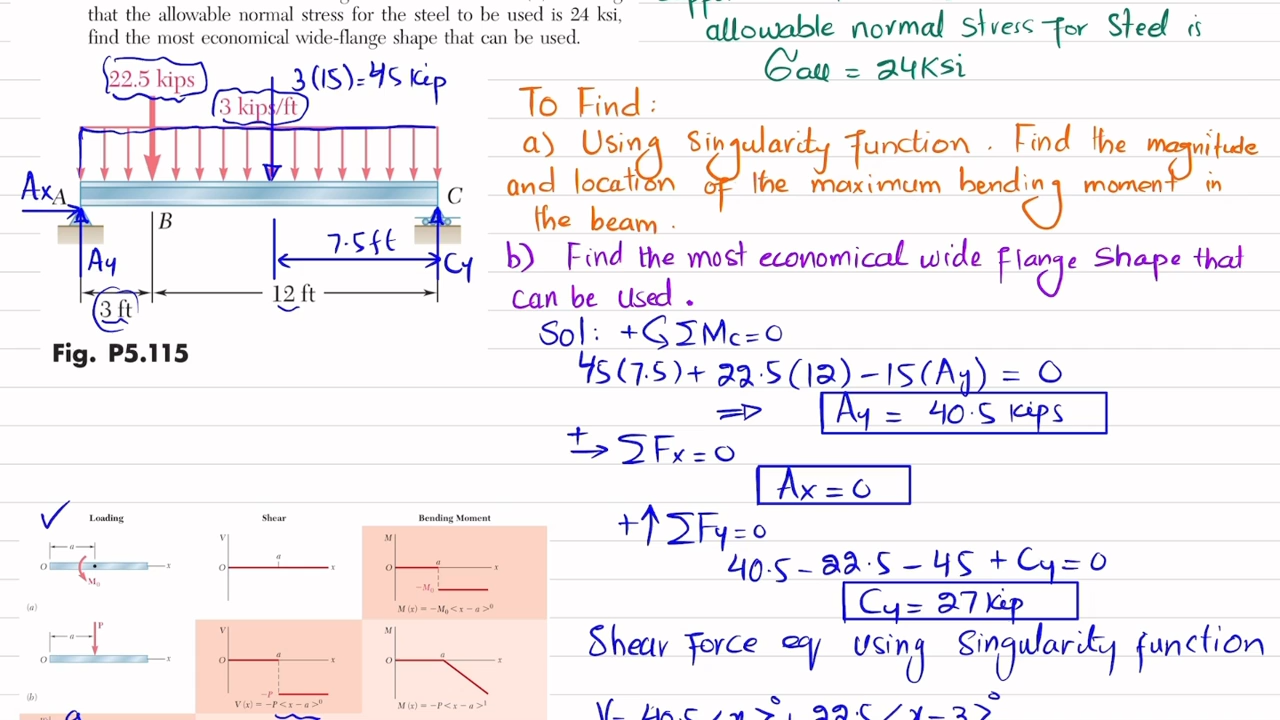 that the allowable normal stress for the steel to be used is 24 ksi,
find the most economical wide-flange shape that can be used.
22.5 kips
3(15)=45 Kip
3 kips/ft
Ax
A
B
C
Ay
7.5ft
Cy
3 ft
12 ft
Fig. P5.115
allowable normal stress for Steel is
σall = 24Ksi
To Find :
a) Using Singularity function . Find the magnitude
and location of the maximum bending moment in
the beam .
b) Find the most economical wide flange shape that
can be used .
Sol: +↺ ΣMc=0
45(7.5)+ 22.5(12) – 15(Ay) = 0
⇒ Ay = 40.5 kips
+→ ΣFx=0
Ax = 0
+↑ ΣFy=0
40.5 – 22.5 – 45 + Cy = 0
Cy = 27 kip
Shear Force eq using Singularity function
✓ Loading Shear Bending Moment
a
O x
M₀
(a)
V
a
O x
M
a
O x
–M₀
M(x) = –M₀<x – a>⁰
P
a
O x
(b)
V
a
O x
–P
V(x) = –P<x – a>⁰
M
a
O x
M(x) = –P<x – a>¹